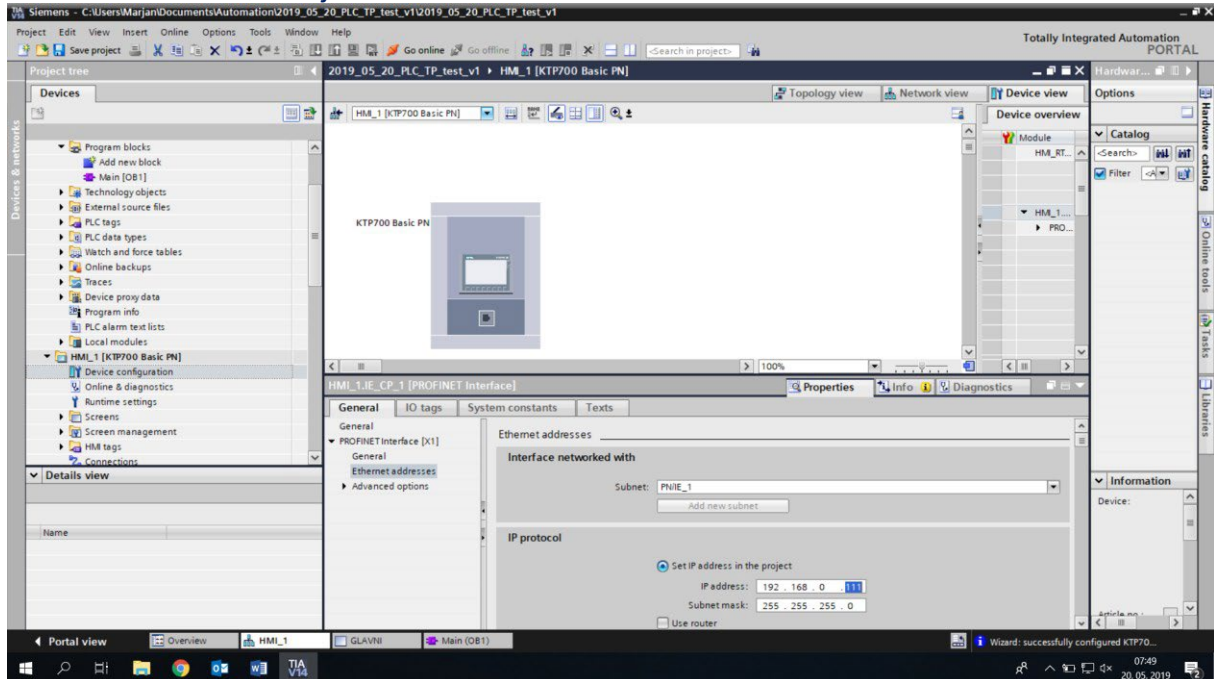 Siemens - C:\Users\Marjan\Documents\Automation\2019_05_20_PLC_TP_test_v1\2019_05_20_PLC_TP_test_v1
Project Edit View Insert Online Options Tools Window Help
Totally Integrated Automation
PORTAL
Save project Go online Go offline <Search in project>
Project tree
2019_05_20_PLC_TP_test_v1 HMI_1 [KTP700 Basic PN]
Hardwar...
Devices
Topology view Network view Device view
Options
HMI_1 [KTP700 Basic PN]
Device overview
Module
HMI_RT...
HMI_1....
PRO...
Catalog
<Search>
Filter <A
Program blocks
Add new block
Main [OB1]
Technology objects
External source files
PLC tags
PLC data types
Watch and force tables
Online backups
Traces
Device proxy data
Program info
PLC alarm text lists
Local modules
HMI_1 [KTP700 Basic PN]
Device configuration
Online & diagnostics
Runtime settings
Screens
Screen management
HMI tags
Connections
KTP700 Basic PN
100%
Devices & networks
Hardware catalog
Online tools
Tasks
Libraries
Details view
Name
HMI_1.IE_CP_1 [PROFINET Interface]
Properties Info Diagnostics
General IO tags System constants Texts
General
PROFINET Interface [X1]
General
Ethernet addresses
Advanced options
Ethernet addresses
Interface networked with
Subnet: PN/IE_1
Add new subnet
IP protocol
Set IP address in the project
IP address: 192 . 168 . 0 . 111
Subnet mask: 255 . 255 . 255 . 0
Use router
Information
Device:
Article no.:
Portal view Overview HMI_1 GLAVNI Main (OB1)
Wizard: successfully configured KTP70...
TIA
V14
07:49
20. 05. 2019
2